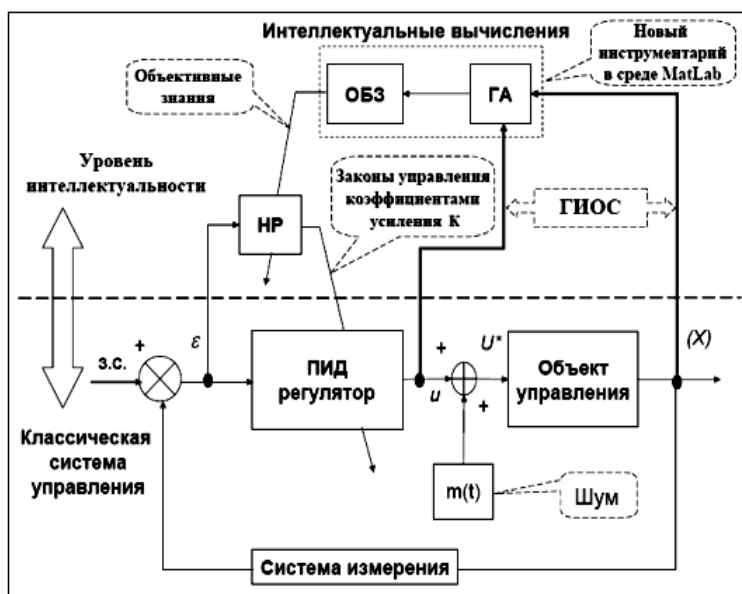 Интеллектуальные вычисления
Новый
инструментарий
в среде MatLab
Объективные
знания
ОБЗ
ГА
Уровень
интеллектуальности
Законы управления
коэффициентами
усиления К
НР
ГИОС
+
ε
з.с.
ПИД
регулятор
+
u
U*
+
Объект
управления
(X)
Классическая
система
управления
m(t)
Шум
Система измерения